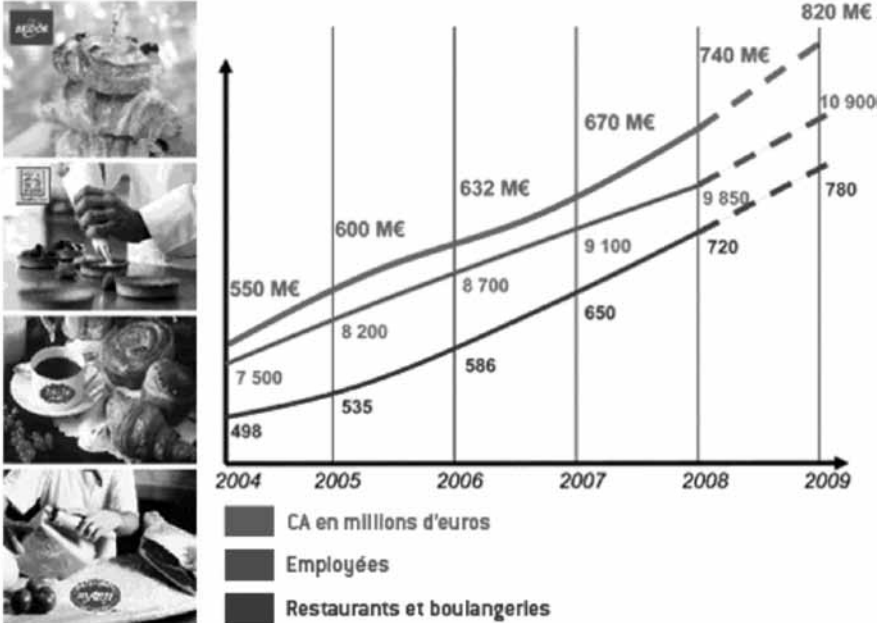 BRIDOR
820 M€
740 M€
10 900
670 M€
632 M€
780
600 M€
9 850
720
9 100
550 M€
8 700
650
8 200
586
7 500
535
498
2004 2005 2006 2007 2008 2009
CA en millions d'euros
Employées
Restaurants et boulangeries